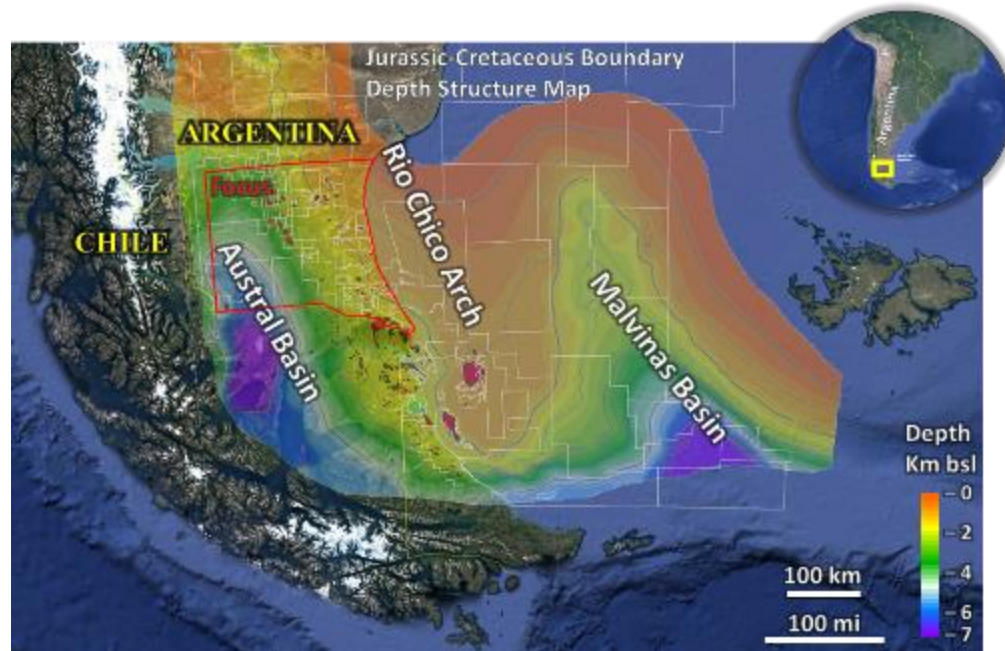 Jurassic-Cretaceous Boundary
Depth Structure Map
Argentina
ARGENTINA
Focus
CHILE
Rio Chico Arch
Austral Basin
Malvinas Basin
Depth
Km bsl
0
2
4
6
7
100 km
100 mi